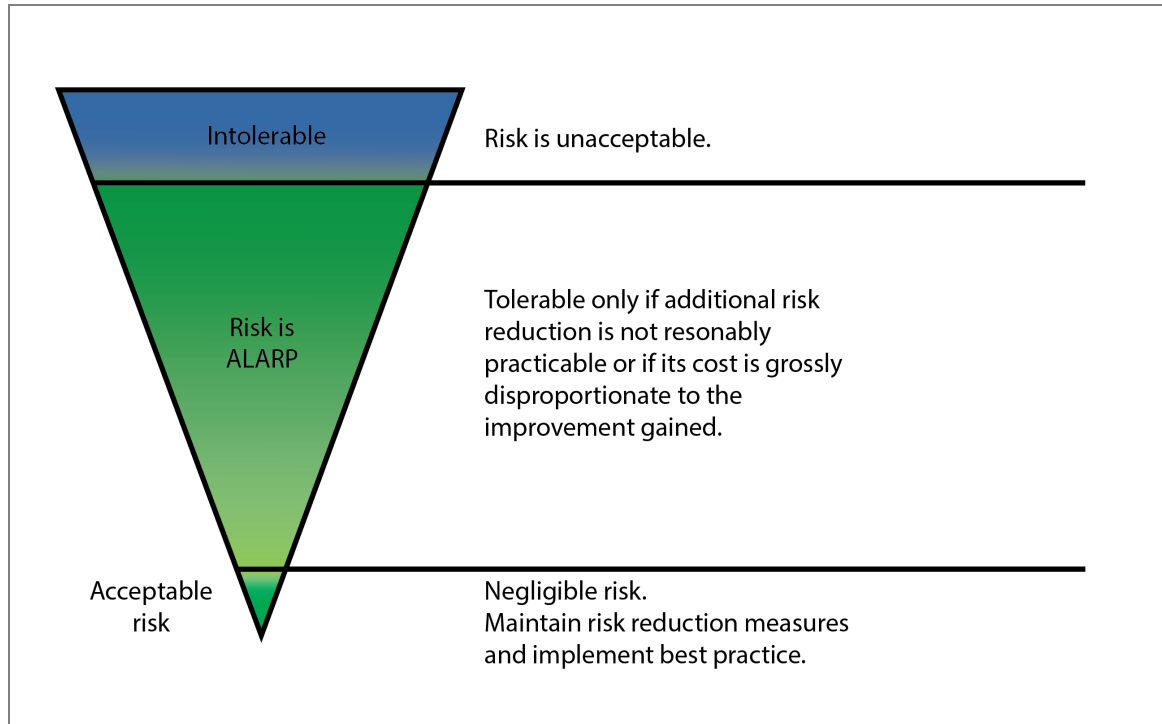 Intolerable
Risk is unacceptable.
Risk is
ALARP
Tolerable only if additional risk
reduction is not resonably
practicable or if its cost is grossly
disproportionate to the
improvement gained.
Acceptable
risk
Negligible risk.
Maintain risk reduction measures
and implement best practice.